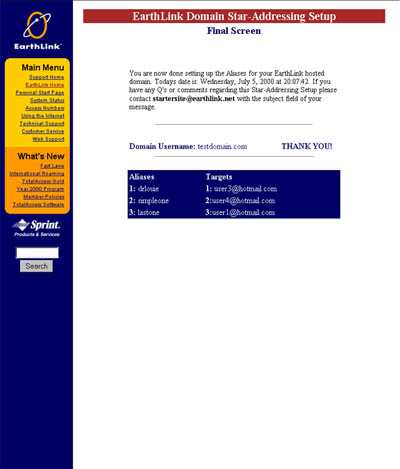 EarthLink™
Main Menu
Support Home
EarthLink Home
Personal Start Page
System Status
Access Number
Using the Internet
Technical Support
Customer Service
Web Support
What's New
Fast Lane
International Roaming
TotalAccess Gold
Year 2000 Program
Member Policies
TotalAccess Software
Sprint.
Products & Services
Search
EarthLink Domain Star-Addressing Setup
Final Screen
You are now done setting up the Aliases for your EarthLink hosted
domain. Todays date is: Wednesday, July 5, 2000 at 20:07:42. If you
have any Q's or comments regarding this Star-Addressing Setup please
contact startersite@earthlink.net with the subject field of your
message.
Domain Username: testdomain.com THANK YOU!
Aliases Targets
1: drlouie 1: user3@hotmail.com
2: simpleone 2:user4@hotmail.com
3: lastone 3:user1@hotmail.com